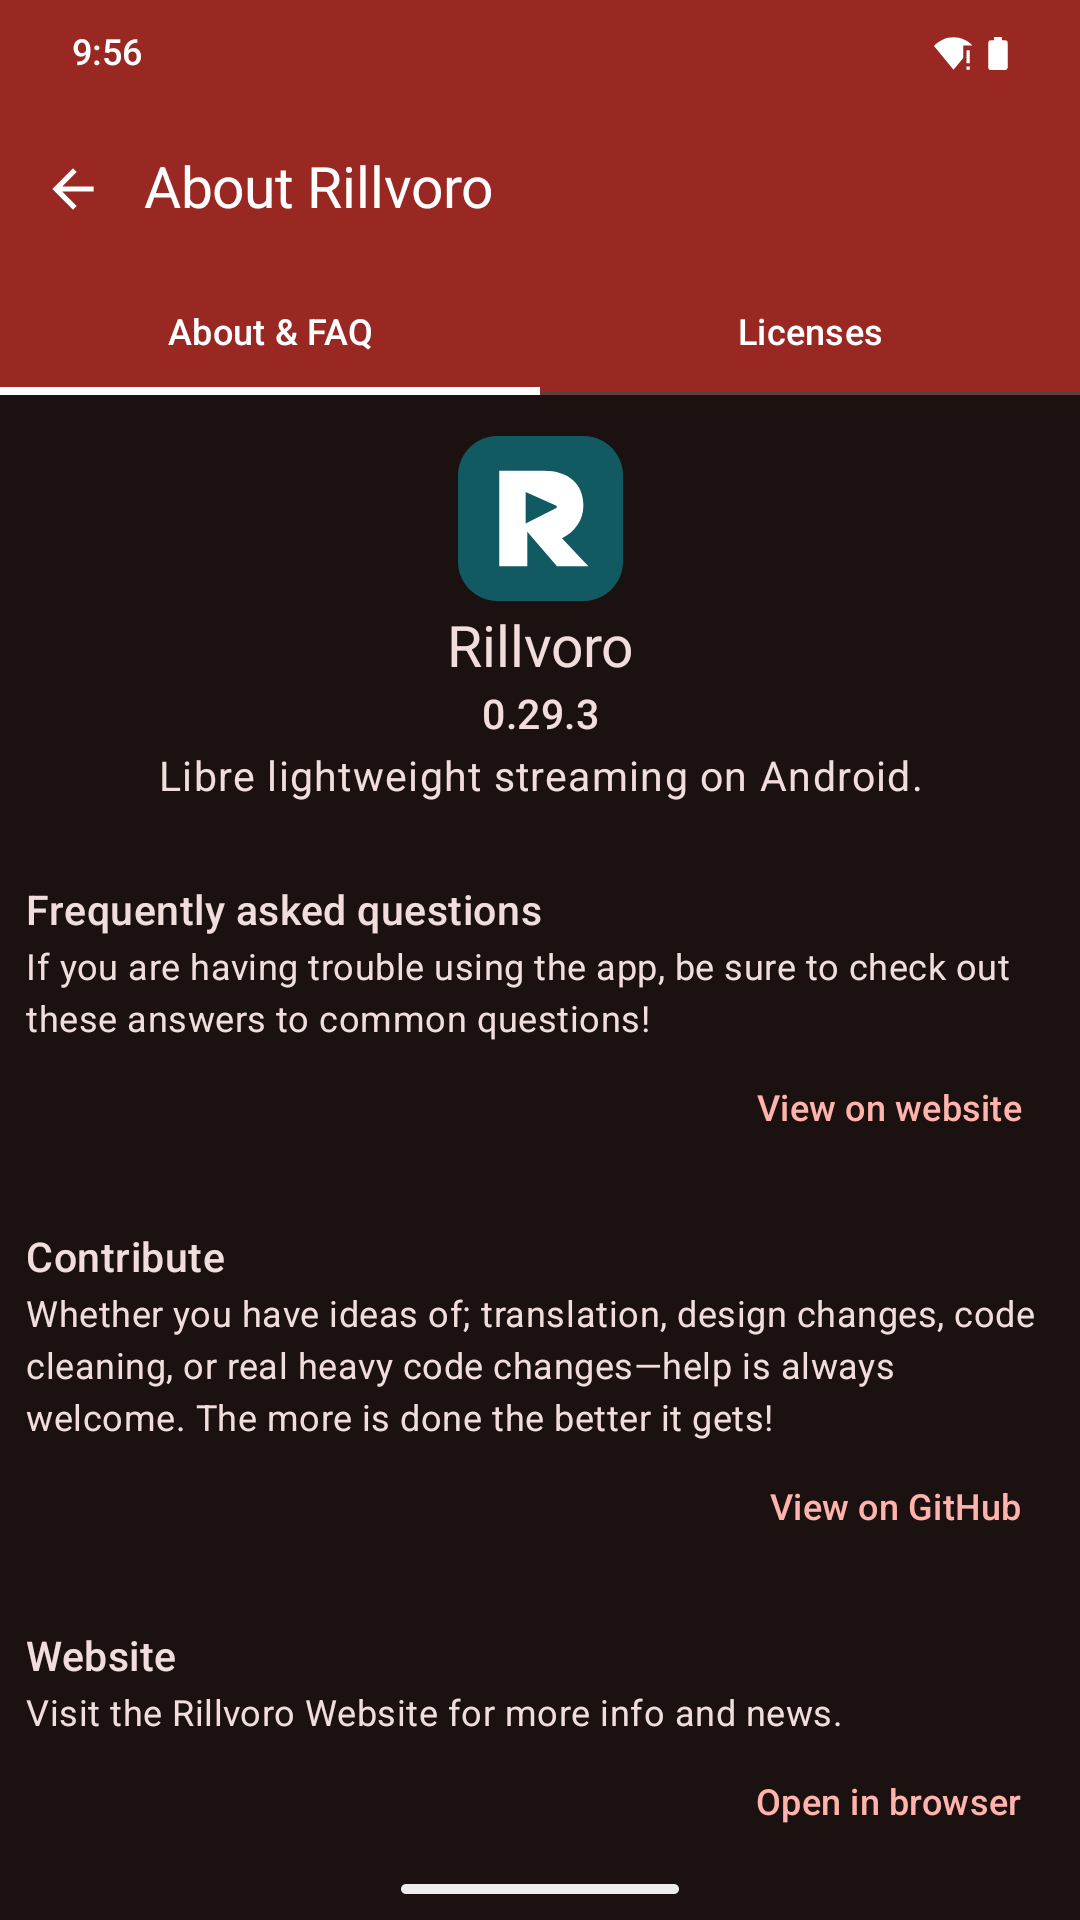 9:56
About Rillvoro
About & FAQ
Licenses
R
Rillvoro
0.29.3
Libre lightweight streaming on Android.
Frequently asked questions
If you are having trouble using the app, be sure to check out
these answers to common questions!
View on website
Contribute
Whether you have ideas of; translation, design changes, code
cleaning, or real heavy code changes—help is always
welcome. The more is done the better it gets!
View on GitHub
Website
Visit the Rillvoro Website for more info and news.
Open in browser